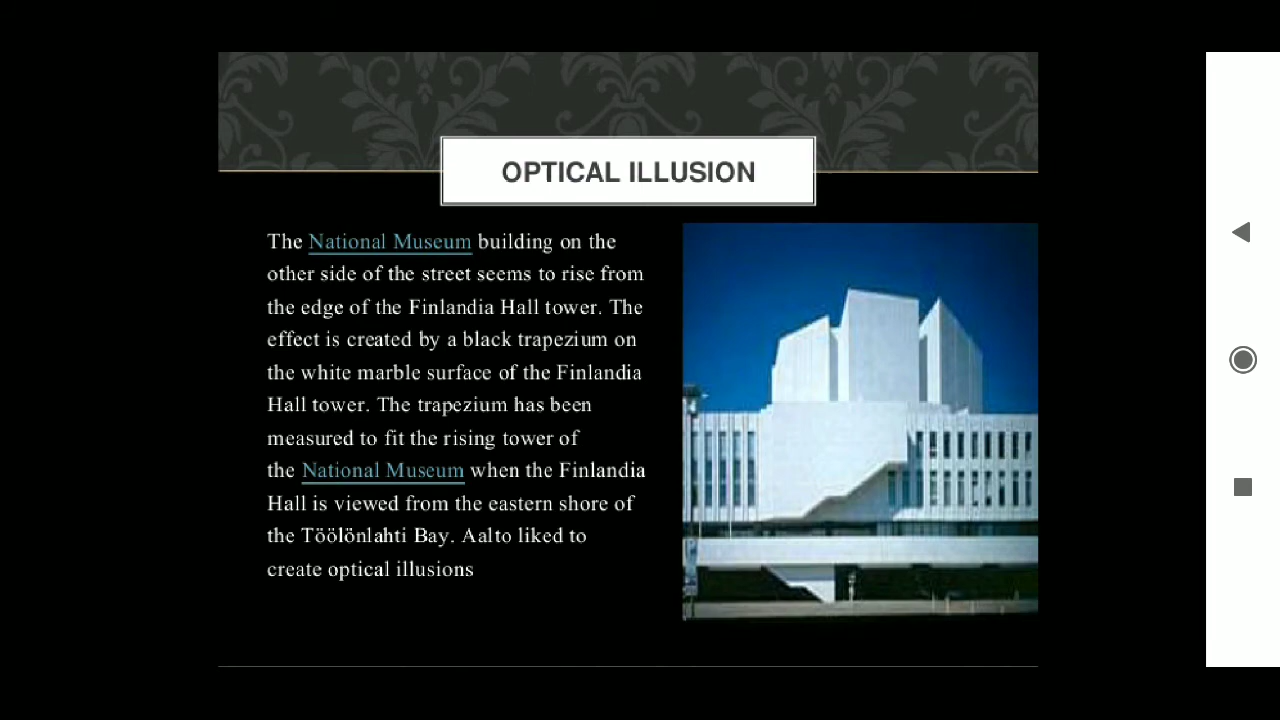 OPTICAL ILLUSION
The National Museum building on the
other side of the street seems to rise from
the edge of the Finlandia Hall tower. The
effect is created by a black trapezium on
the white marble surface of the Finlandia
Hall tower. The trapezium has been
measured to fit the rising tower of
the National Museum when the Finlandia
Hall is viewed from the eastern shore of
the Töölönlahti Bay. Aalto liked to
create optical illusions